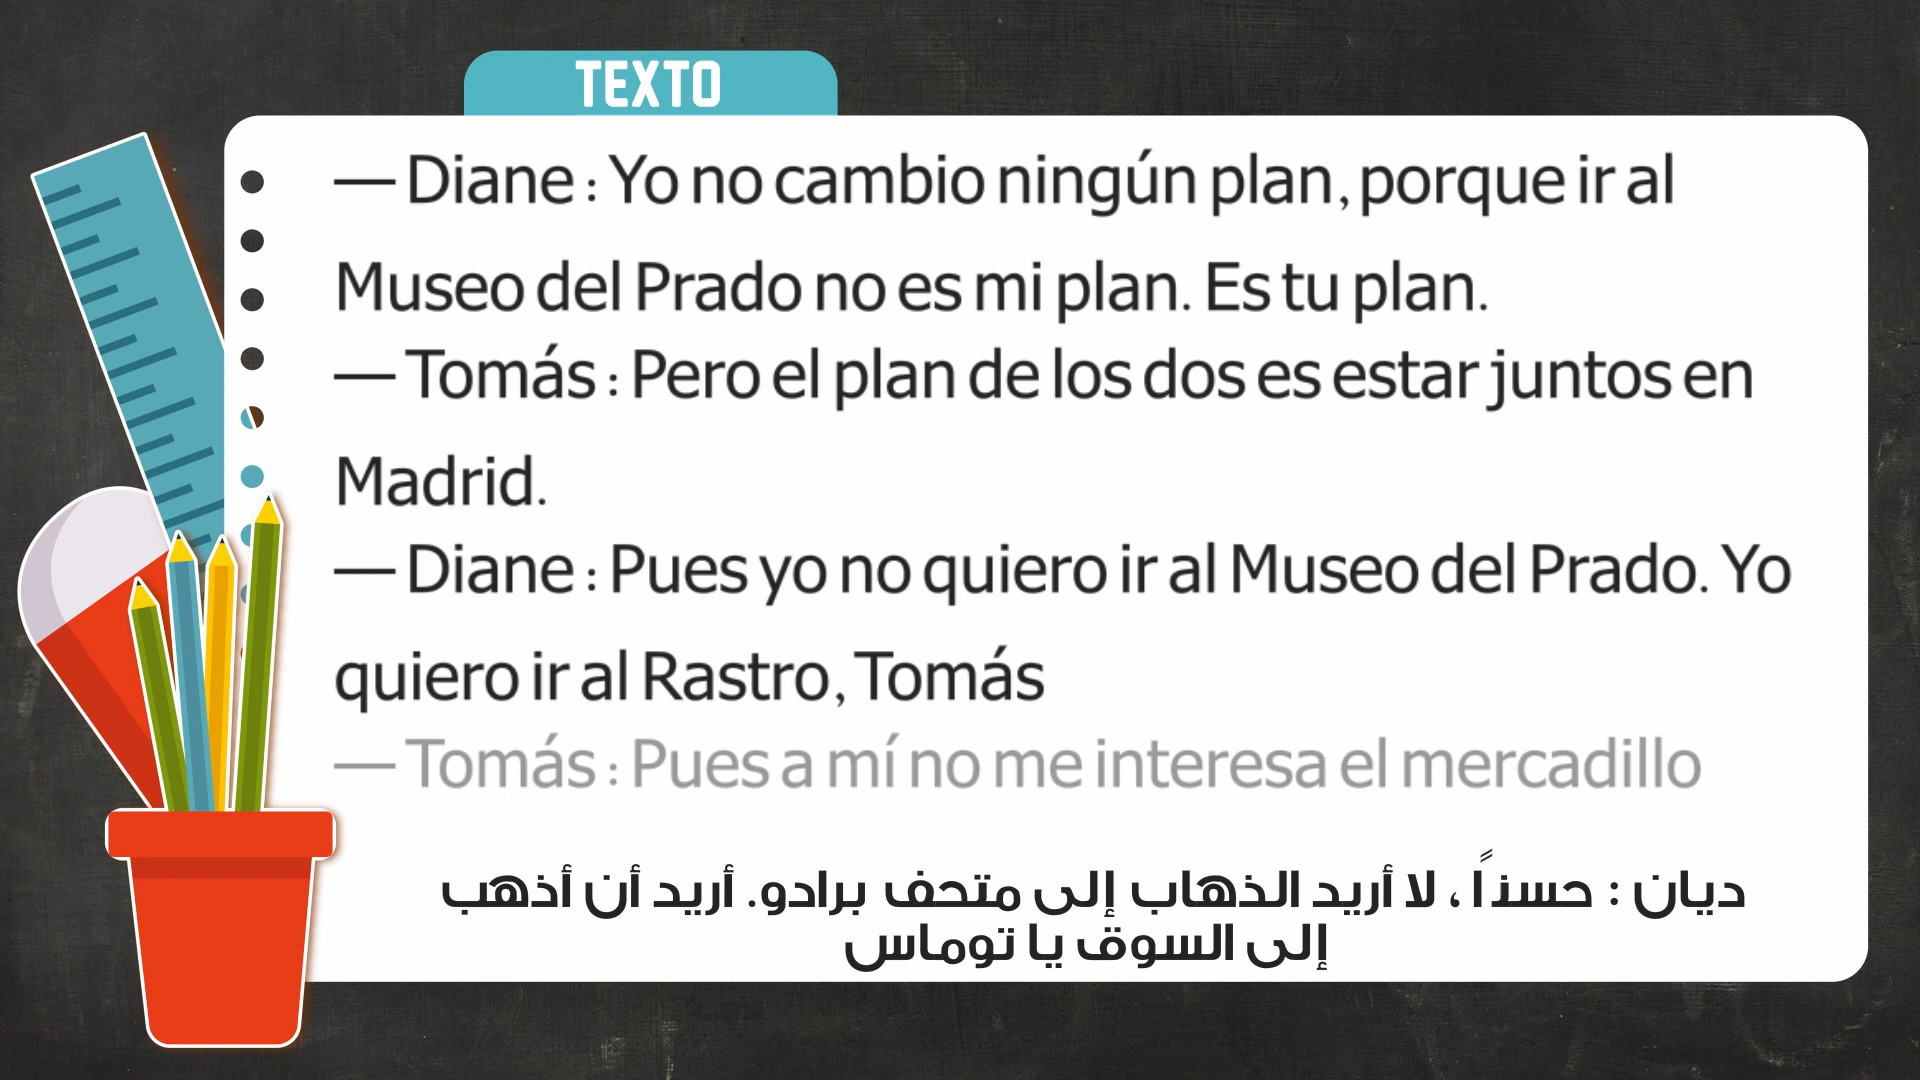 TEXTO
— Diane : Yo no cambio ningún plan, porque ir al
Museo del Prado no es mi plan. Es tu plan.
— Tomás : Pero el plan de los dos es estar juntos en
Madrid.
— Diane : Pues yo no quiero ir al Museo del Prado. Yo
quiero ir al Rastro, Tomás
— Tomás : Pues a mí no me interesa el mercadillo
ديان : حسناً ، لا أريد الذهاب إلى متحف برادو. أريد أن أذهب
إلى السوق يا توماس